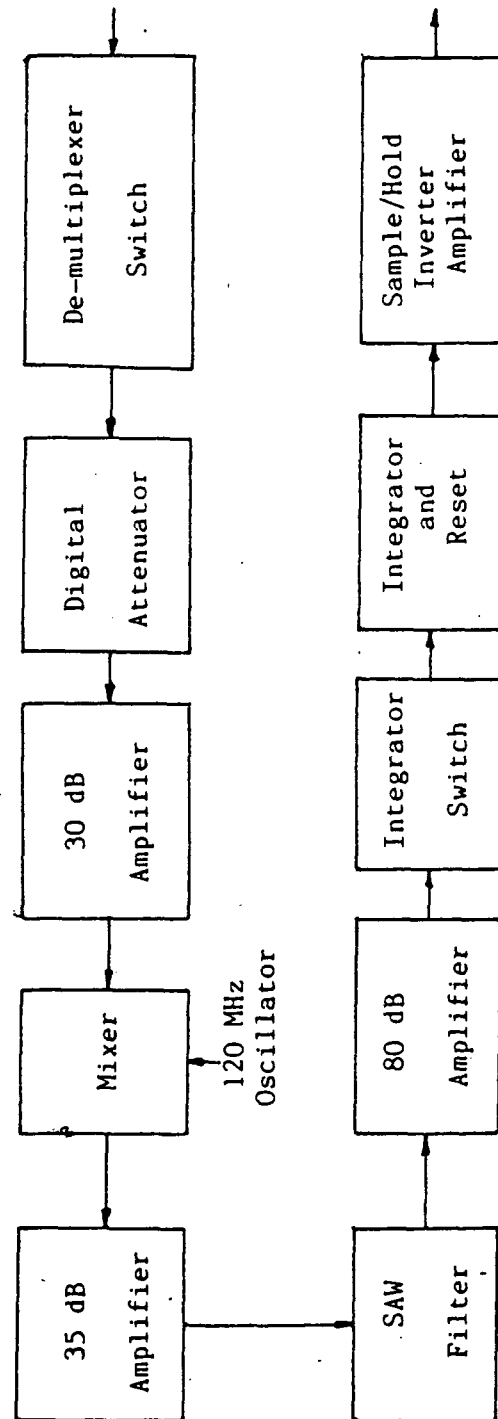 De-multiplexer
Switch
Digital
Attenuator
30 dB
Amplifier
Mixer
120 MHz
Oscillator
35 dB
Amplifier
SAW
Filter
80 dB
Amplifier
Integrator
Switch
Integrator
and
Reset
Sample/Hold
Inverter
Amplifier